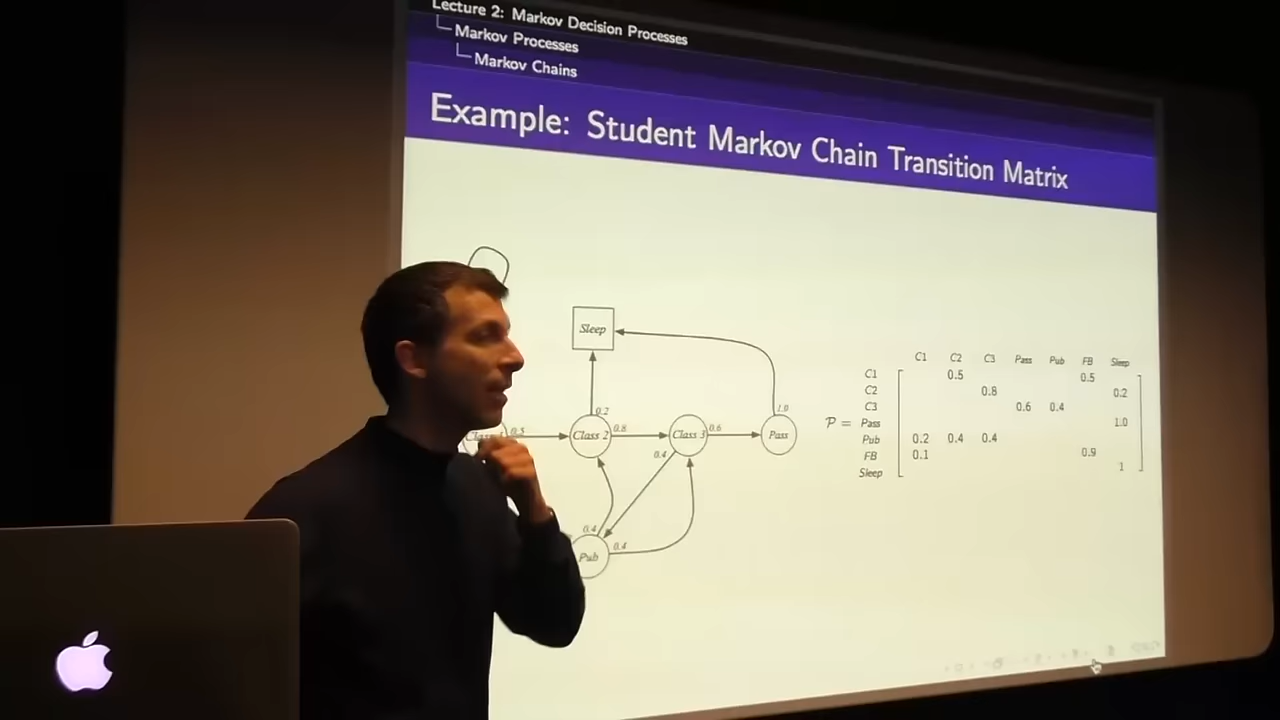 Lecture 2: Markov Decision Processes
Markov Processes
Markov Chains
Example: Student Markov Chain Transition Matrix
Sleep
0.2
1.0
0.5
Class 2
0.8
Class 3
0.6
Pass
0.4
0.4
Pub
0.4
C1 C2 C3 Pass Pub FB Sleep
C1 0.5 0.5
C2 0.8 0.2
C3 0.6 0.4
P = Pass 1.0
Pub 0.2 0.4 0.4
FB 0.1 0.9
Sleep 1